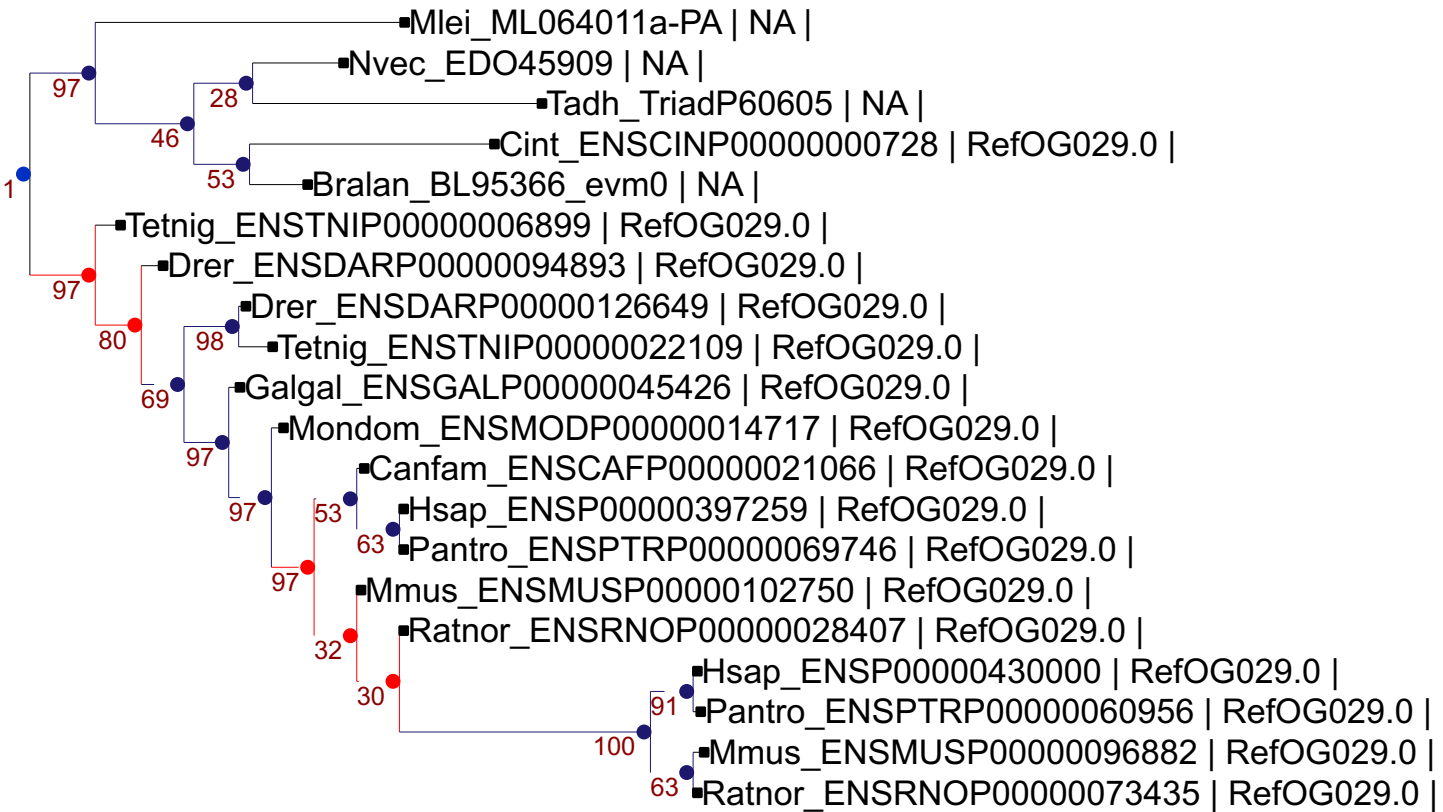 Mlei_ML064011a-PA | NA |
97
Nvec_EDO45909 | NA |
28
Tadh_TriadP60605 | NA |
46
Cint_ENSCINP00000000728 | RefOG029.0 |
53
Bralan_BL95366_evm0 | NA |
1
Tetnig_ENSTNIP00000006899 | RefOG029.0 |
97
Drer_ENSDARP00000094893 | RefOG029.0 |
80
Drer_ENSDARP00000126649 | RefOG029.0 |
98
Tetnig_ENSTNIP00000022109 | RefOG029.0 |
69
Galgal_ENSGALP00000045426 | RefOG029.0 |
97
Mondom_ENSMODP00000014717 | RefOG029.0 |
97
Canfam_ENSCAFP00000021066 | RefOG029.0 |
53
Hsap_ENSP00000397259 | RefOG029.0 |
63
Pantro_ENSPTRP00000069746 | RefOG029.0 |
97
Mmus_ENSMUSP00000102750 | RefOG029.0 |
32
Ratnor_ENSRNOP00000028407 | RefOG029.0 |
30
Hsap_ENSP00000430000 | RefOG029.0 |
91
Pantro_ENSPTRP00000060956 | RefOG029.0 |
100
Mmus_ENSMUSP00000096882 | RefOG029.0 |
63
Ratnor_ENSRNOP00000073435 | RefOG029.0 |